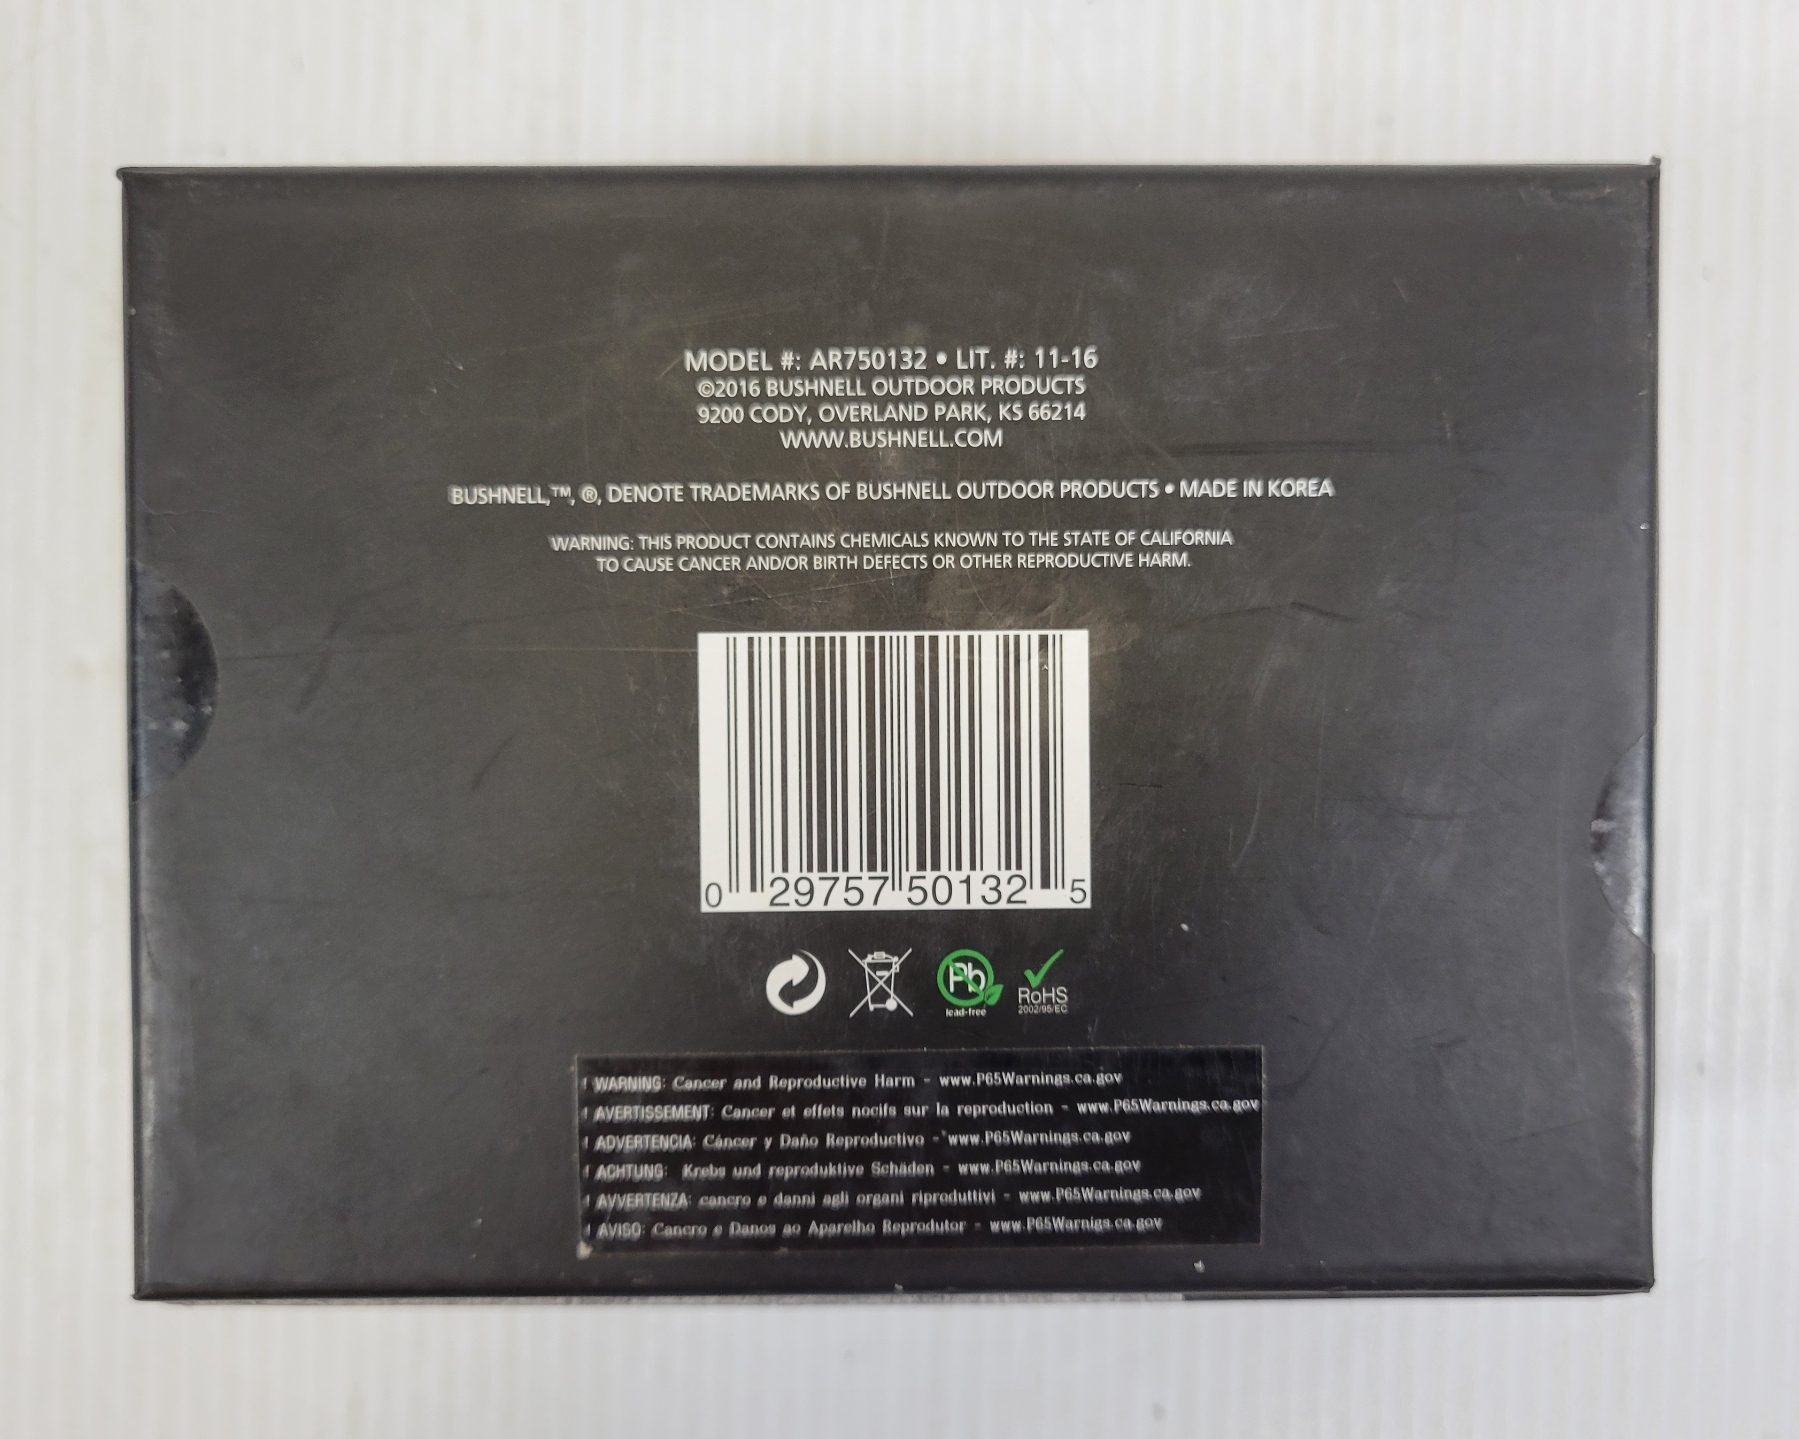 MODEL #: AR750132 • LIT. #: 11-16
©2016 BUSHNELL OUTDOOR PRODUCTS
9200 CODY, OVERLAND PARK, KS 66214
WWW.BUSHNELL.COM
BUSHNELL,™, ®, DENOTE TRADEMARKS OF BUSHNELL OUTDOOR PRODUCTS • MADE IN KOREA
WARNING: THIS PRODUCT CONTAINS CHEMICALS KNOWN TO THE STATE OF CALIFORNIA
TO CAUSE CANCER AND/OR BIRTH DEFECTS OR OTHER REPRODUCTIVE HARM.
0 29757 50132 5
Pb
lead-free
RoHS
2002/95/EC
! WARNING: Cancer and Reproductive Harm - www.P65Warnings.ca.gov
! AVERTISSEMENT: Cancer et effets nocifs sur la reproduction - www.P65Warnings.ca.gov
! ADVERTENCIA: Cáncer y Daño Reproductivo - www.P65Warnings.ca.gov
! ACHTUNG: Krebs und reproduktive Schäden - www.P65Warnings.ca.gov
! AVVERTENZA: cancro e danni agli organi riproduttivi - www.P65Warnings.ca.gov
! AVISO: Cancro e Danos ao Aparelho Reprodutor - www.P65Warnigs.ca.gov